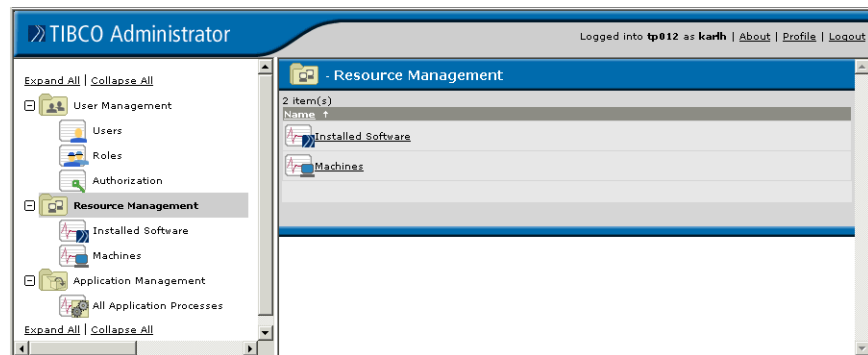 TIBCO Administrator
Logged into tp012 as karlh | About | Profile | Logout
Expand All | Collapse All
User Management
Users
Roles
Authorization
Resource Management
Installed Software
Machines
Application Management
All Application Processes
Expand All | Collapse All
- Resource Management
2 item(s)
Name ↑
Installed Software
Machines